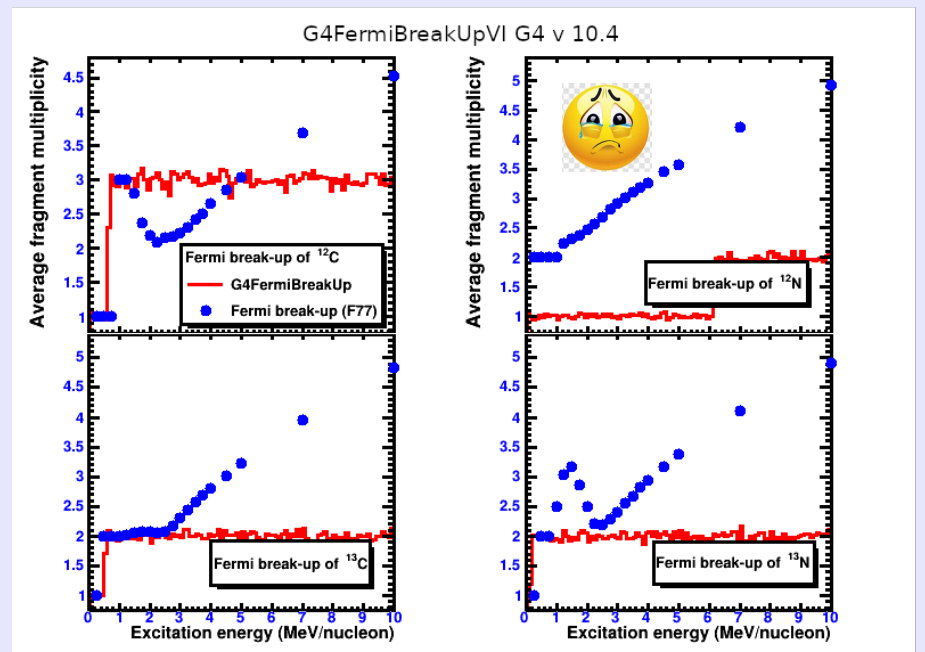 G4FermiBreakUpVI G4 v 10.4
Average fragment multiplicity
4.5
4
3.5
3
2.5
2
1.5
1
Fermi break-up of ¹²C
G4FermiBreakUp
Fermi break-up (F77)
Average fragment multiplicity
5
4.5
4
3.5
3
2.5
2
1.5
1
Fermi break-up of ¹²N
5
4.5
4
3.5
3
2.5
2
1.5
1
Fermi break-up of ¹³C
0 1 2 3 4 5 6 7 8 9 10
Excitation energy (MeV/nucleon)
5
4.5
4
3.5
3
2.5
2
1.5
1
Fermi break-up of ¹³N
0 1 2 3 4 5 6 7 8 9 10
Excitation energy (MeV/nucleon)